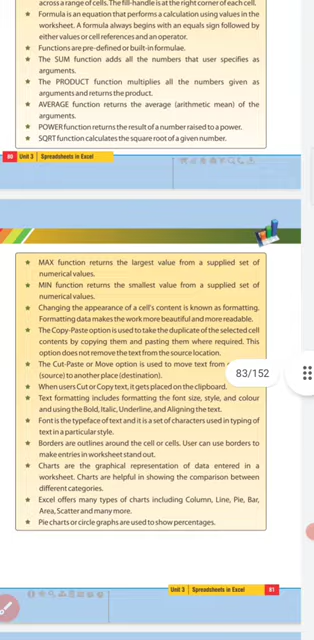 across a range of cells. The fill-handle is at the right corner of each cell.
★ Formula is an equation that performs a calculation using values in the
worksheet. A formula always begins with an equals sign followed by
either values or cell references and an operator.
★ Functions are pre-defined or built-in formulae.
★ The SUM function adds all the numbers that user specifies as
arguments.
★ The PRODUCT function multiplies all the numbers given as
arguments and returns the product.
★ AVERAGE function returns the average (arithmetic mean) of the
arguments.
★ POWER function returns the result of a number raised to a power.
★ SQRT function calculates the square root of a given number.
80 Unit 3 Spreadsheets in Excel
★ MAX function returns the largest value from a supplied set of
numerical values.
★ MIN function returns the smallest value from a supplied set of
numerical values.
★ Changing the appearance of a cell's content is known as formatting.
Formatting data makes the work more beautiful and more readable.
★ The Copy-Paste option is used to take the duplicate of the selected cell
contents by copying them and pasting them where required. This
option does not remove the text from the source location.
★ The Cut-Paste or Move option is used to move text from
(source) to another place (destination).
83/152
★ When users Cut or Copy text, it gets placed on the clipboard.
★ Text formatting includes formatting the font size, style, and colour
and using the Bold, Italic, Underline, and Aligning the text.
★ Font is the typeface of text and it is a set of characters used in typing of
text in a particular style.
★ Borders are outlines around the cell or cells. User can use borders to
make entries in worksheet stand out.
★ Charts are the graphical representation of data entered in a
worksheet. Charts are helpful in showing the comparison between
different categories.
★ Excel offers many types of charts including Column, Line, Pie, Bar,
Area, Scatter and many more.
★ Pie charts or circle graphs are used to show percentages.
Unit 3 Spreadsheets in Excel 81